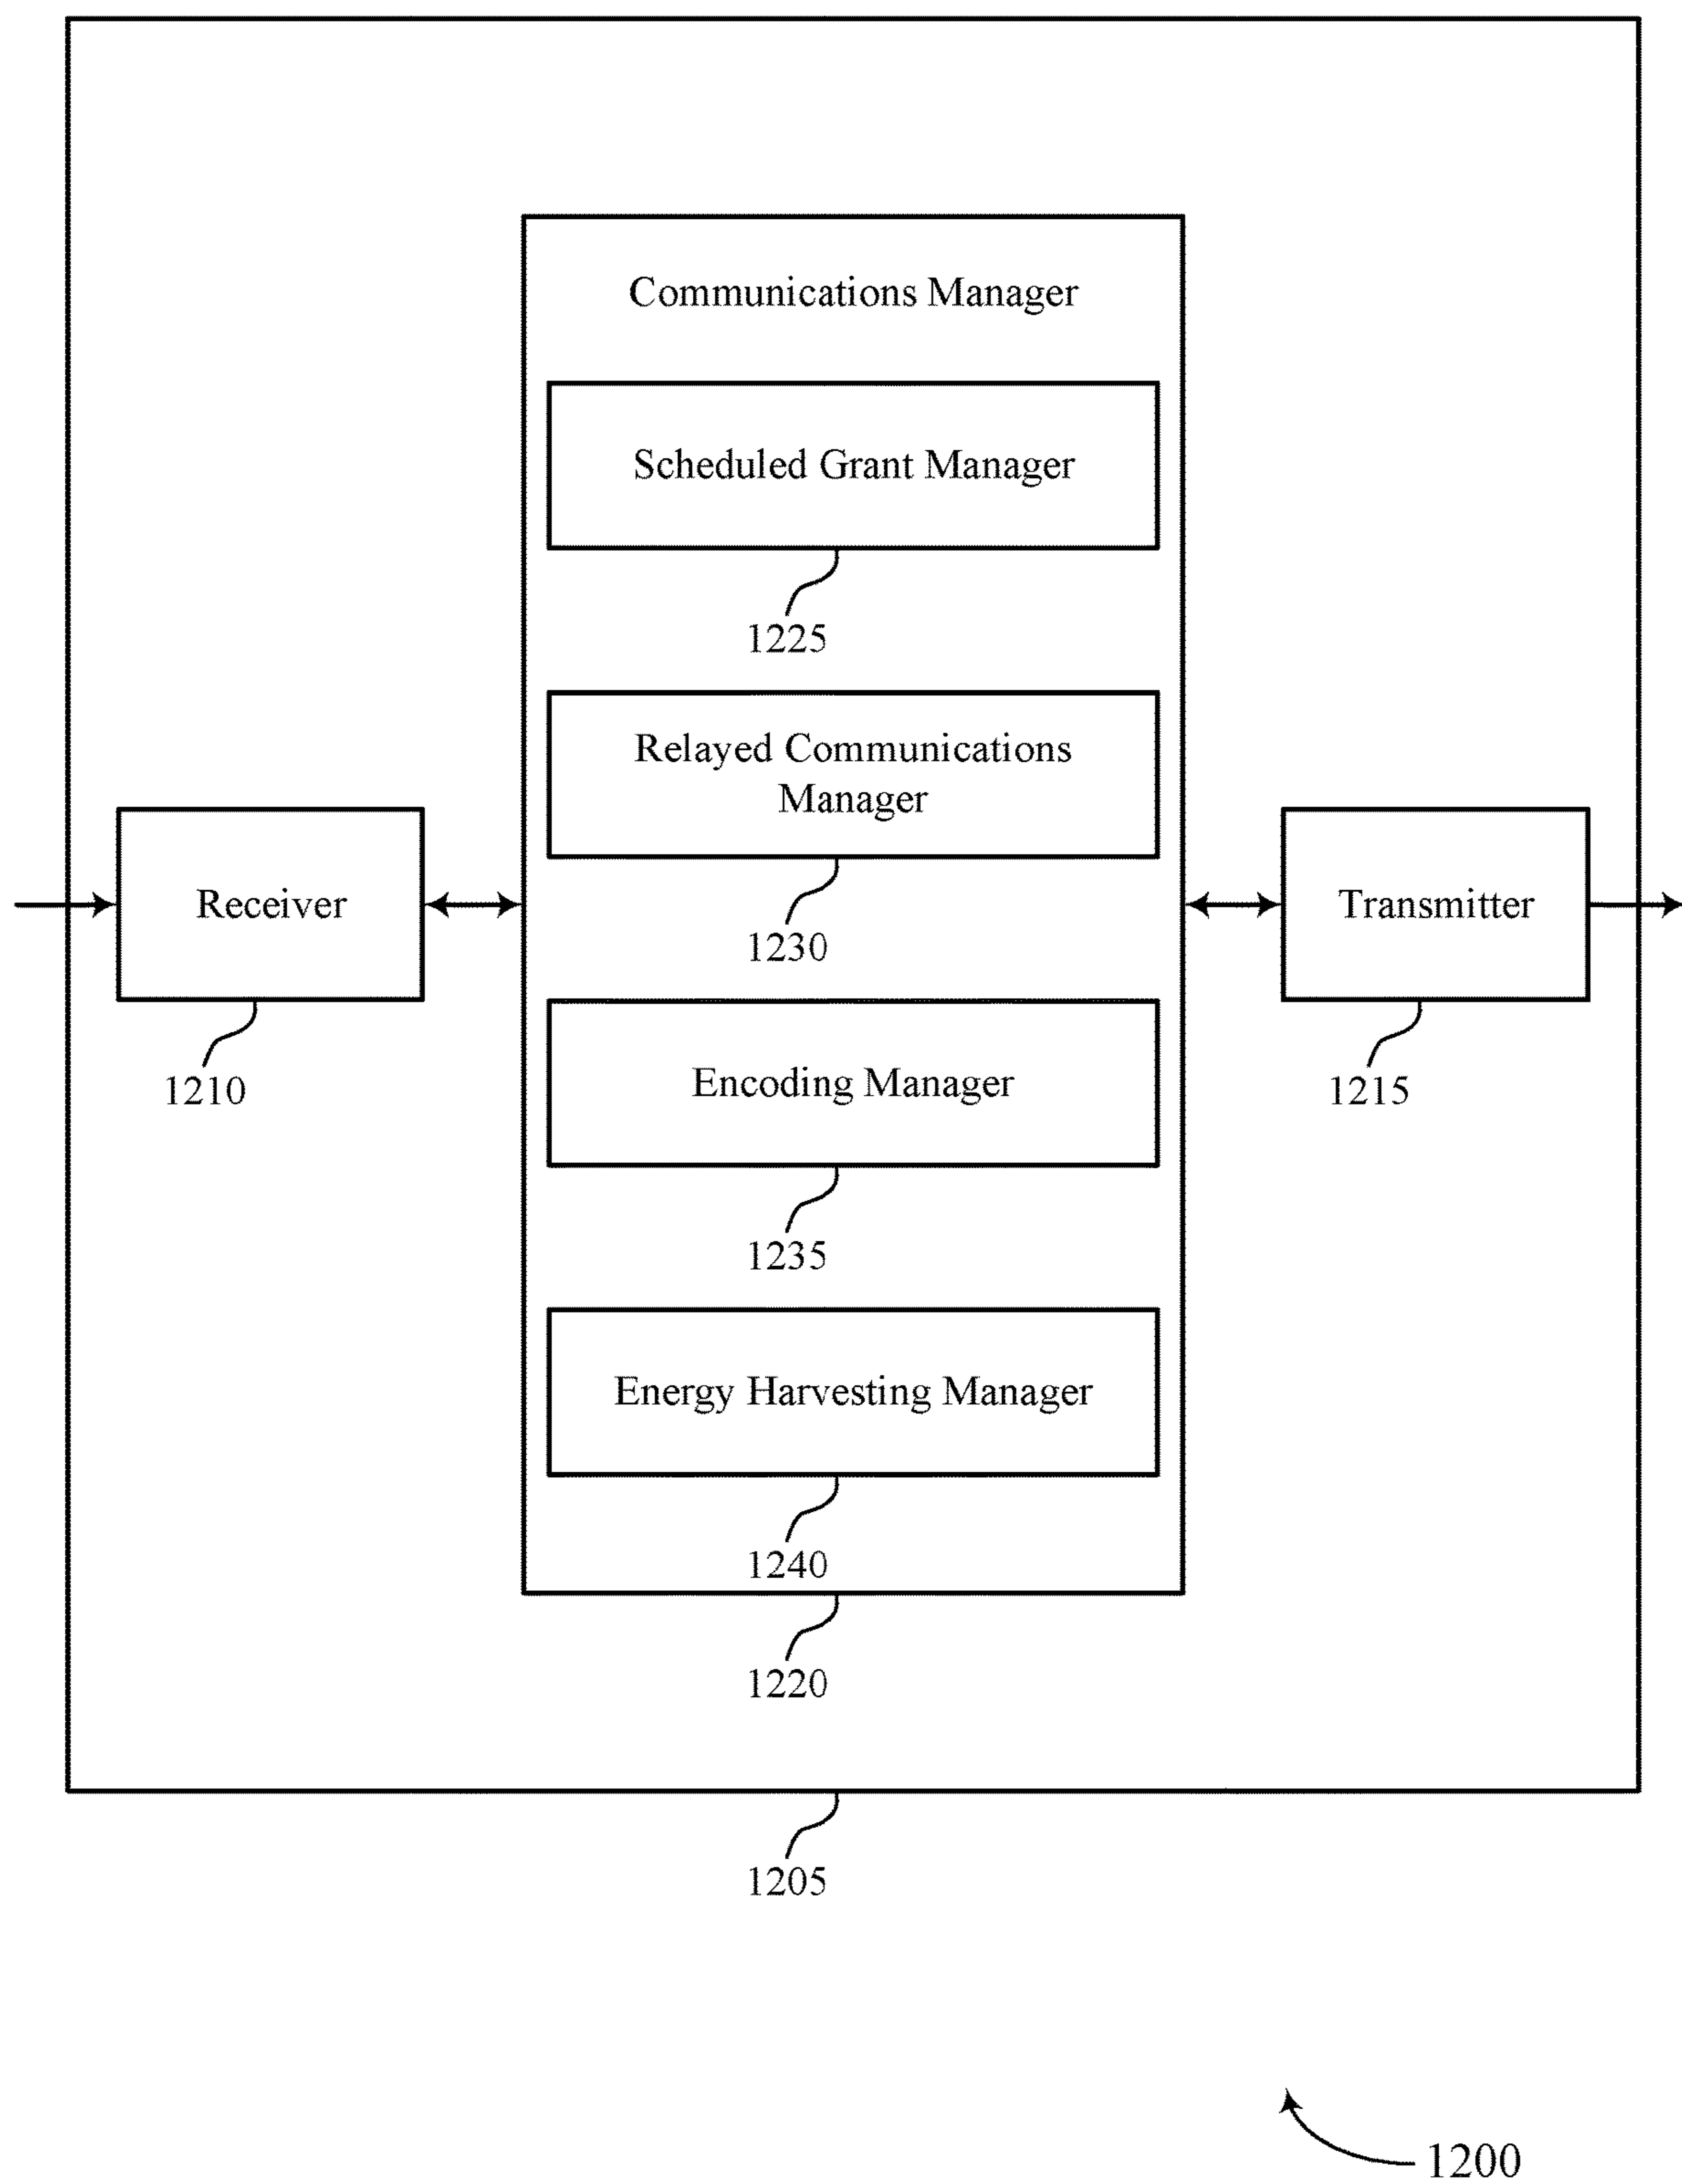 Communications Manager
Scheduled Grant Manager
1225
Relayed Communications
Manager
1230
Receiver
1210
Transmitter
1215
Encoding Manager
1235
Energy Harvesting Manager
1240
1220
1205
1200